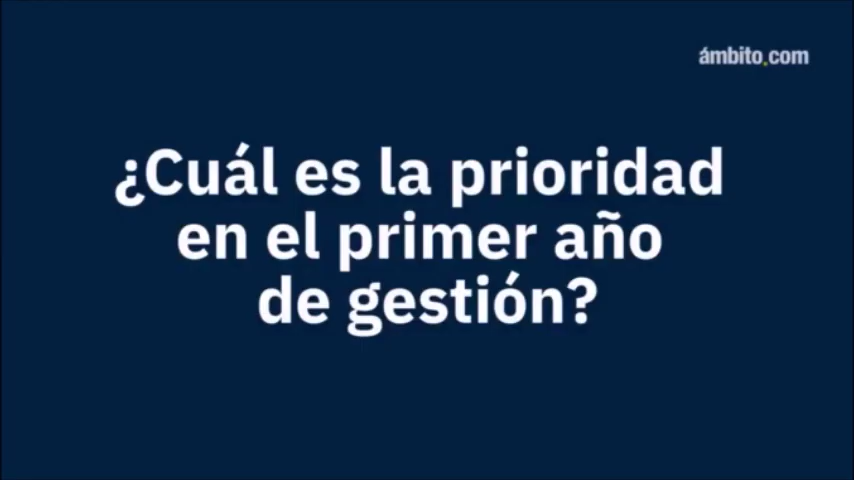 ámbito.com
¿Cuál es la prioridad
en el primer año
de gestión?